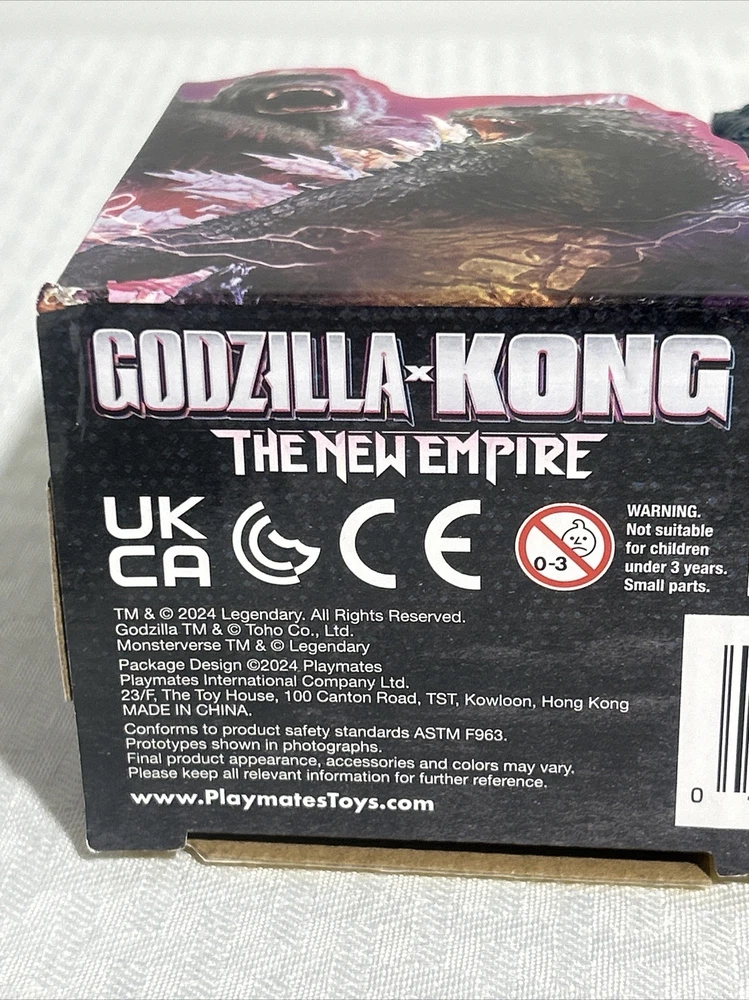 GODZILLA x KONG
THE NEW EMPIRE
UK
CA
CE
0-3
WARNING.
Not suitable
for children
under 3 years.
Small parts.
TM & © 2024 Legendary. All Rights Reserved.
Godzilla TM & © Toho Co., Ltd.
Monsterverse TM & © Legendary
Package Design ©2024 Playmates
Playmates International Company Ltd.
23/F, The Toy House, 100 Canton Road, TST, Kowloon, Hong Kong
MADE IN CHINA.
Conforms to product safety standards ASTM F963.
Prototypes shown in photographs.
Final product appearance, accessories and colors may vary.
Please keep all relevant information for further reference.
www.PlaymatesToys.com
0